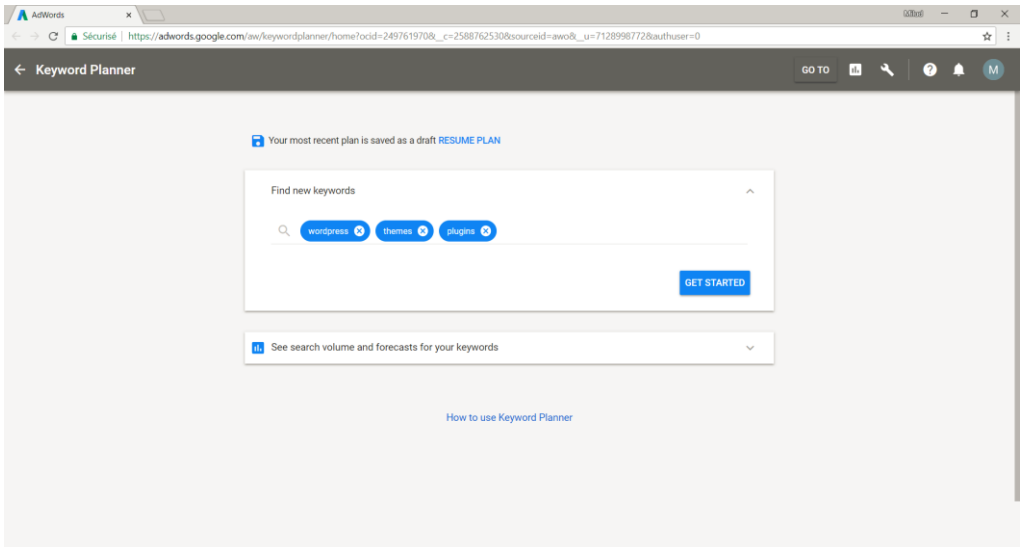 AdWords
Mihol
Sécurisé | https://adwords.google.com/aw/keywordplanner/home?ocid=249761970&__c=2588762530&sourceid=awo&__u=7128998772&authuser=0
Keyword Planner
GO TO
M
Your most recent plan is saved as a draft RESUME PLAN
Find new keywords
wordpress themes plugins
GET STARTED
See search volume and forecasts for your keywords
How to use Keyword Planner